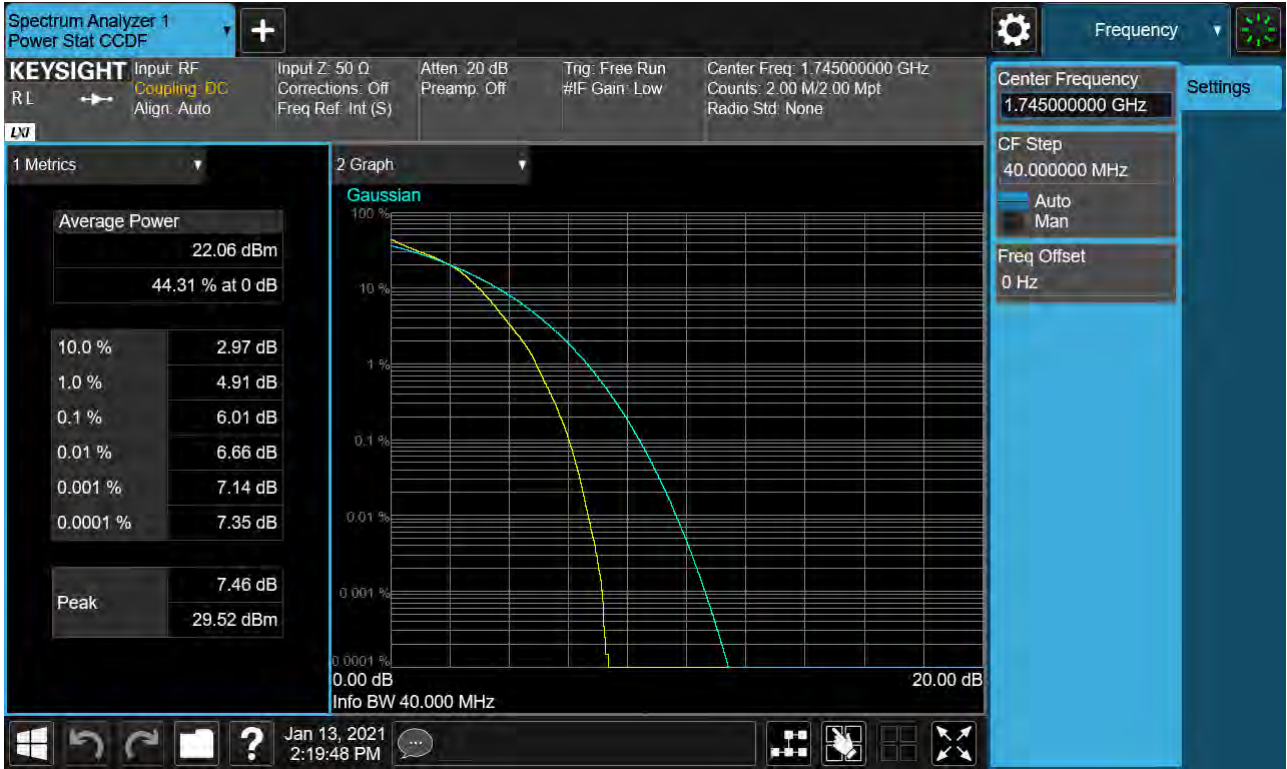 Spectrum Analyzer 1
Power Stat CCDF
Frequency
KEYSIGHT
R L
LXI
Input: RF
Coupling: DC
Align: Auto
Input Z: 50 Ω
Corrections: Off
Freq Ref: Int (S)
Atten: 20 dB
Preamp: Off
Trig: Free Run
#IF Gain: Low
Center Freq: 1.745000000 GHz
Counts: 2.00 M/2.00 Mpt
Radio Std: None
Center Frequency
1.745000000 GHz
Settings
CF Step
40.000000 MHz
Auto
Man
Freq Offset
0 Hz
1 Metrics
Average Power
22.06 dBm
44.31 % at 0 dB
10.0 % 2.97 dB
1.0 % 4.91 dB
0.1 % 6.01 dB
0.01 % 6.66 dB
0.001 % 7.14 dB
0.0001 % 7.35 dB
Peak
7.46 dB
29.52 dBm
2 Graph
Gaussian
100 %
10 %
1 %
0.1 %
0.01 %
0.001 %
0.0001 %
0.00 dB 20.00 dB
Info BW 40.000 MHz
?
Jan 13, 2021
2:19:48 PM